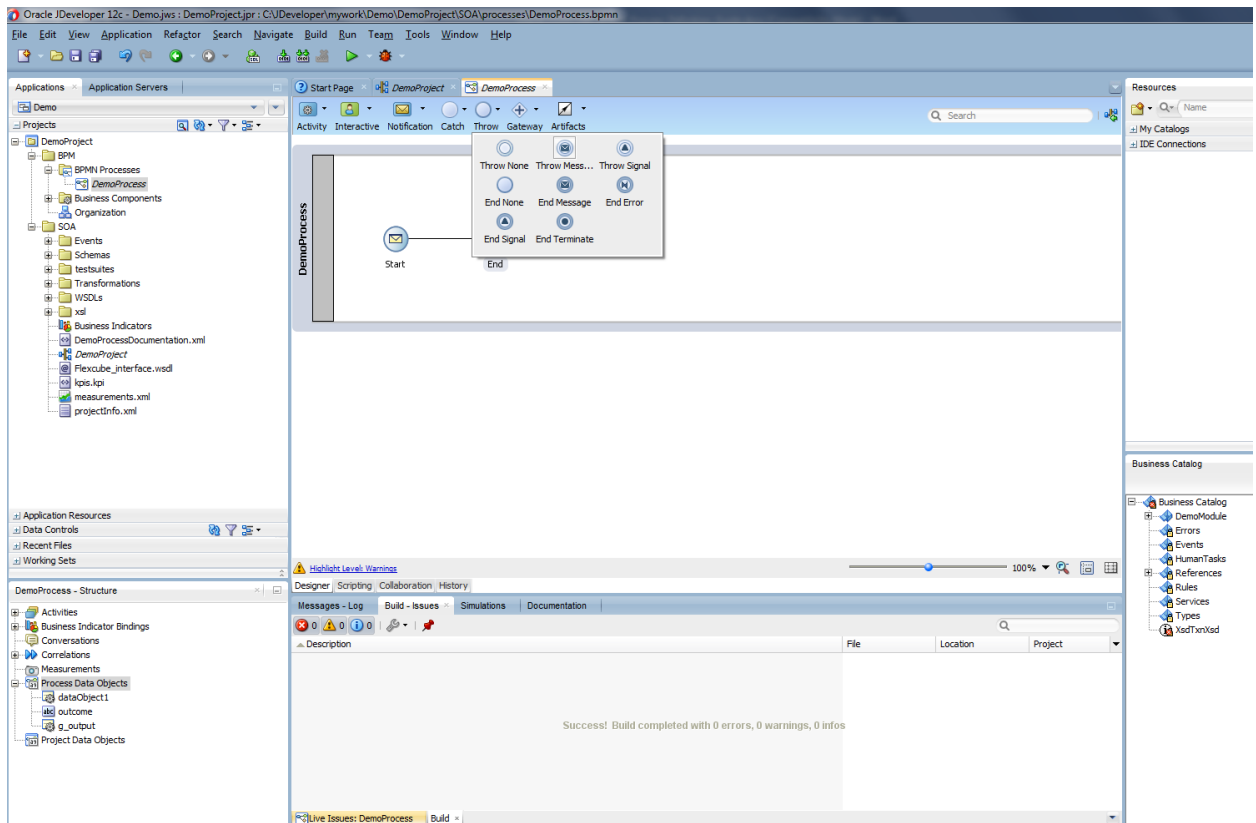 Oracle JDeveloper 12c - Demo.jws : DemoProject.jpr : C:\JDeveloper\mywork\Demo\DemoProject\SOA\processes\DemoProcess.bpmn
File Edit View Application Refactor Search Navigate Build Run Team Tools Window Help
Applications Application Servers
Demo
Projects
DemoProject
BPM
BPMN Processes
DemoProcess
Business Components
Organization
SOA
Events
Schemas
testsuites
Transformations
WSDLs
xsl
Business Indicators
DemoProcessDocumentation.xml
DemoProject
Flexcube_interface.wsdl
kpis.kpi
measurements.xml
projectInfo.xml
Application Resources
Data Controls
Recent Files
Working Sets
DemoProcess - Structure
Activities
Business Indicator Bindings
Conversations
Correlations
Measurements
Process Data Objects
dataObject1
outcome
g_output
Project Data Objects
Start Page DemoProject DemoProcess
Activity Interactive Notification Catch Throw Gateway Artifacts
Search
Throw None Throw Mess... Throw Signal
End None End Message End Error
End Signal End Terminate
DemoProcess
Start
End
Highlight Level: Warnings
100%
Designer Scripting Collaboration History
Messages - Log Build - Issues Simulations Documentation
0 0 0
Description File Location Project
Success! Build completed with 0 errors, 0 warnings, 0 infos
Live Issues: DemoProcess Build
Resources
Name
My Catalogs
IDE Connections
Business Catalog
Business Catalog
DemoModule
Errors
Events
HumanTasks
References
Rules
Services
Types
XsdTxnXsd